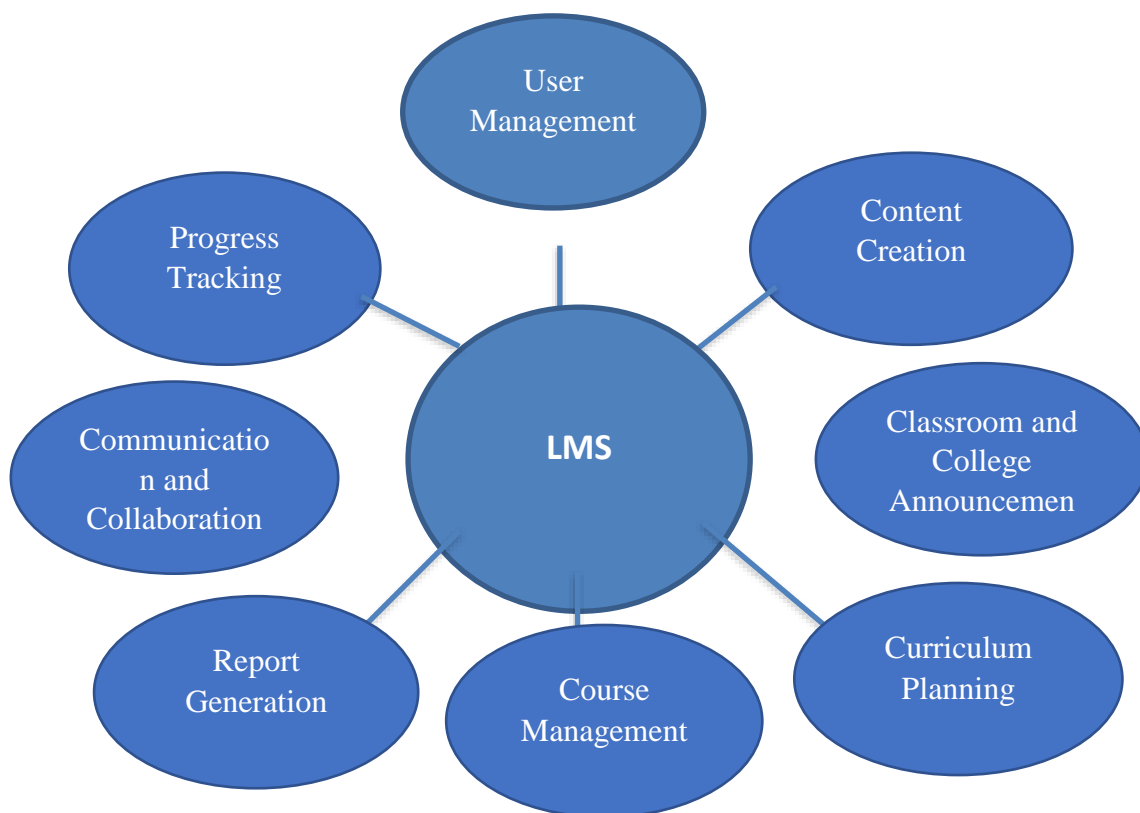 User
Management
Content
Creation
Progress
Tracking
Classroom and
College
Announcemen
Communicatio
n and
Collaboration
LMS
Curriculum
Planning
Report
Generation
Course
Management